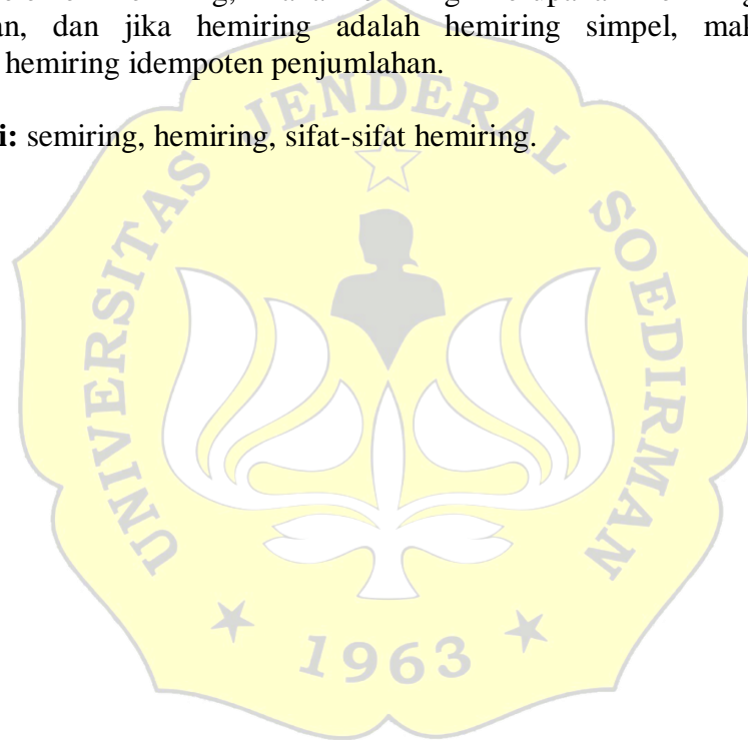 an, dan jika hemiring adalah hemiring simpel, mak
hemiring idempoten penjumlahan.
i: semiring, hemiring, sifat-sifat hemiring.
UNIVERSITAS JENDERAL SOEDIRMAN
1963